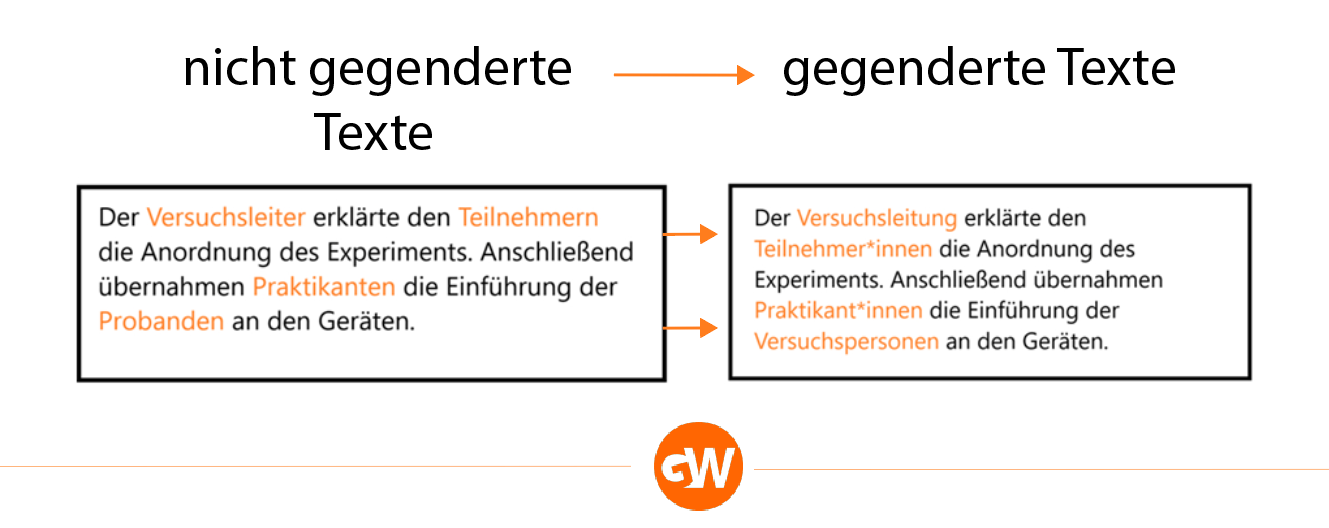 nicht gegenderte
Texte
gegenderte Texte
Der Versuchsleiter erklärte den Teilnehmern
die Anordnung des Experiments. Anschließend
übernahmen Praktikanten die Einführung der
Probanden an den Geräten.
Der Versuchsleitung erklärte den
Teilnehmer*innen die Anordnung des
Experiments. Anschließend übernahmen
Praktikant*innen die Einführung der
Versuchspersonen an den Geräten.
GW